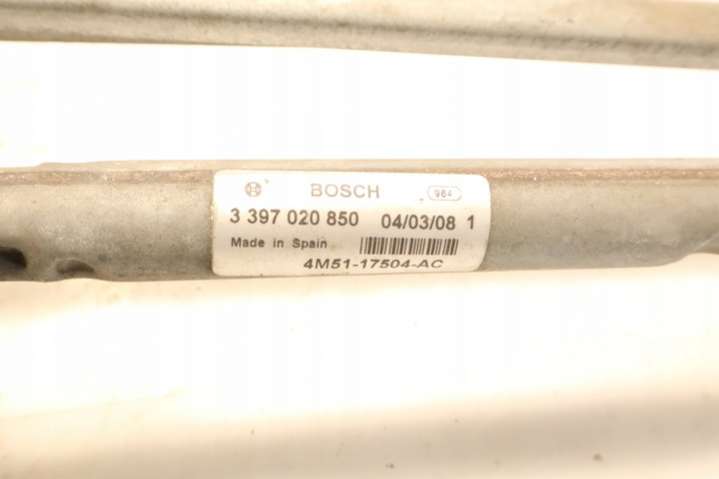 BOSCH 984
3 397 020 850 04/03/08 1
Made in Spain
4M51-17504-AC